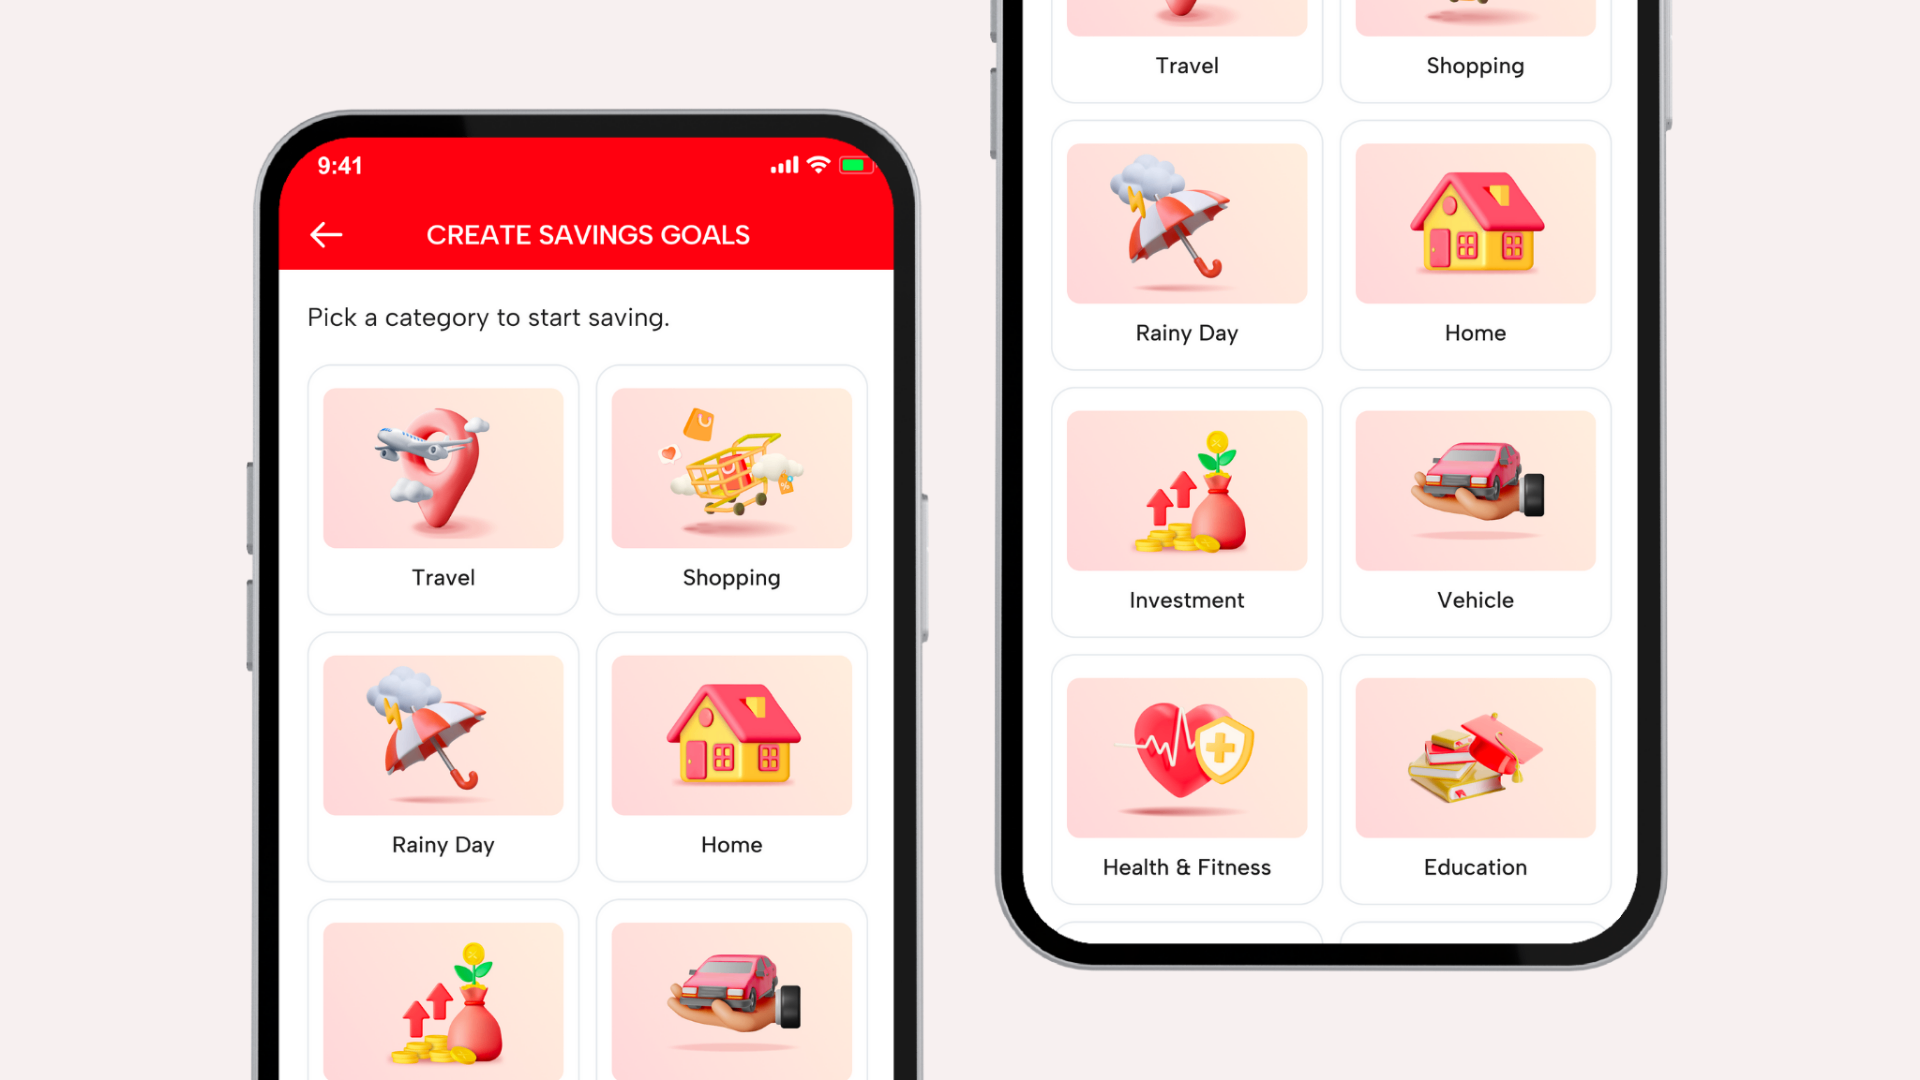 9:41
CREATE SAVINGS GOALS
Pick a category to start saving.
Travel
Shopping
Rainy Day
Home
Travel
Shopping
Rainy Day
Home
Investment
Vehicle
Health & Fitness
Education